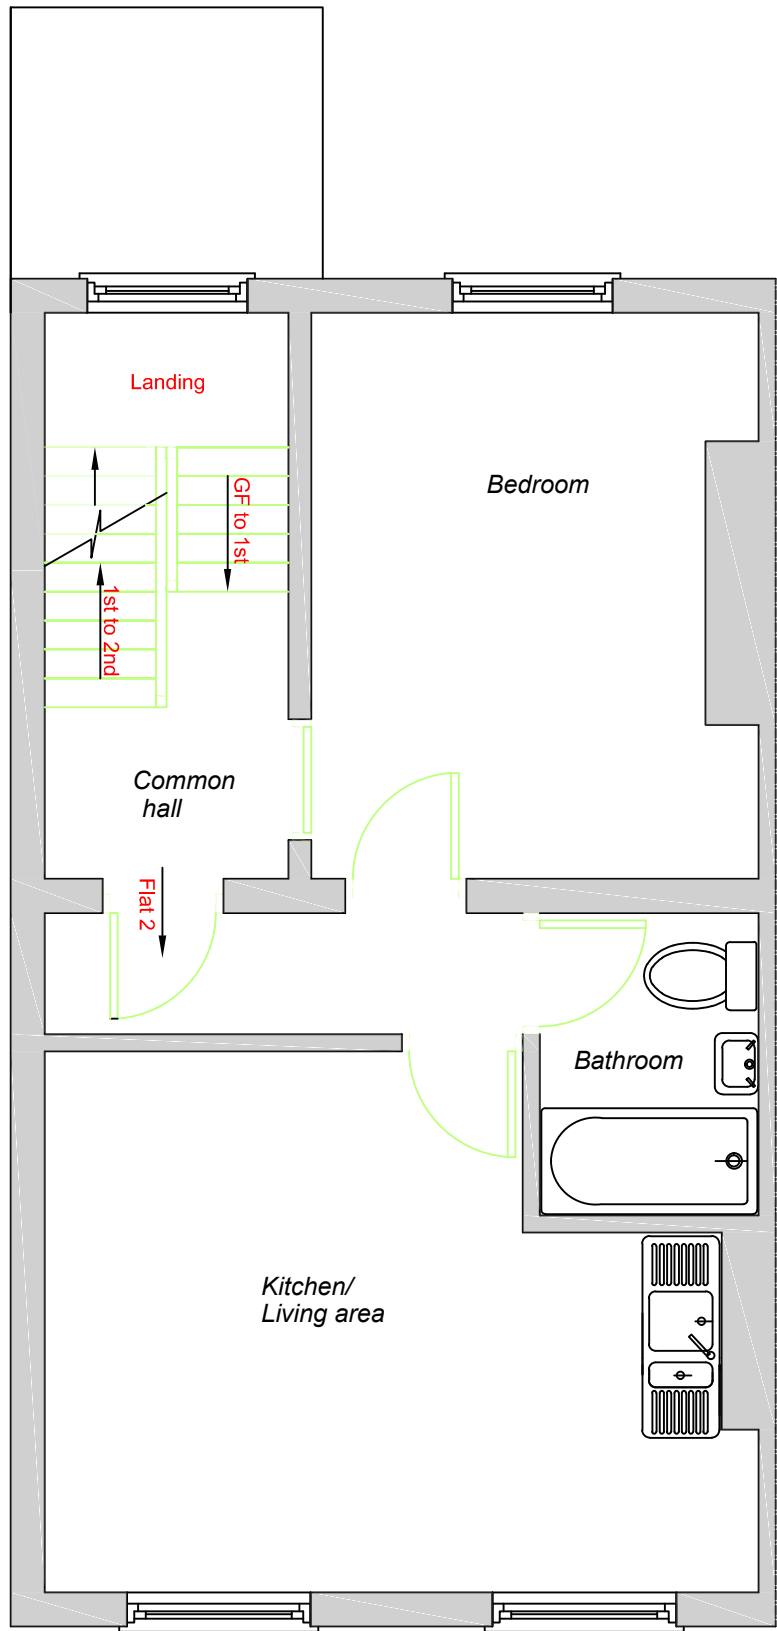 Landing
Bedroom
GF to 1st
1st to 2nd
Common
hall
Flat 2
Bathroom
Kitchen/
Living area